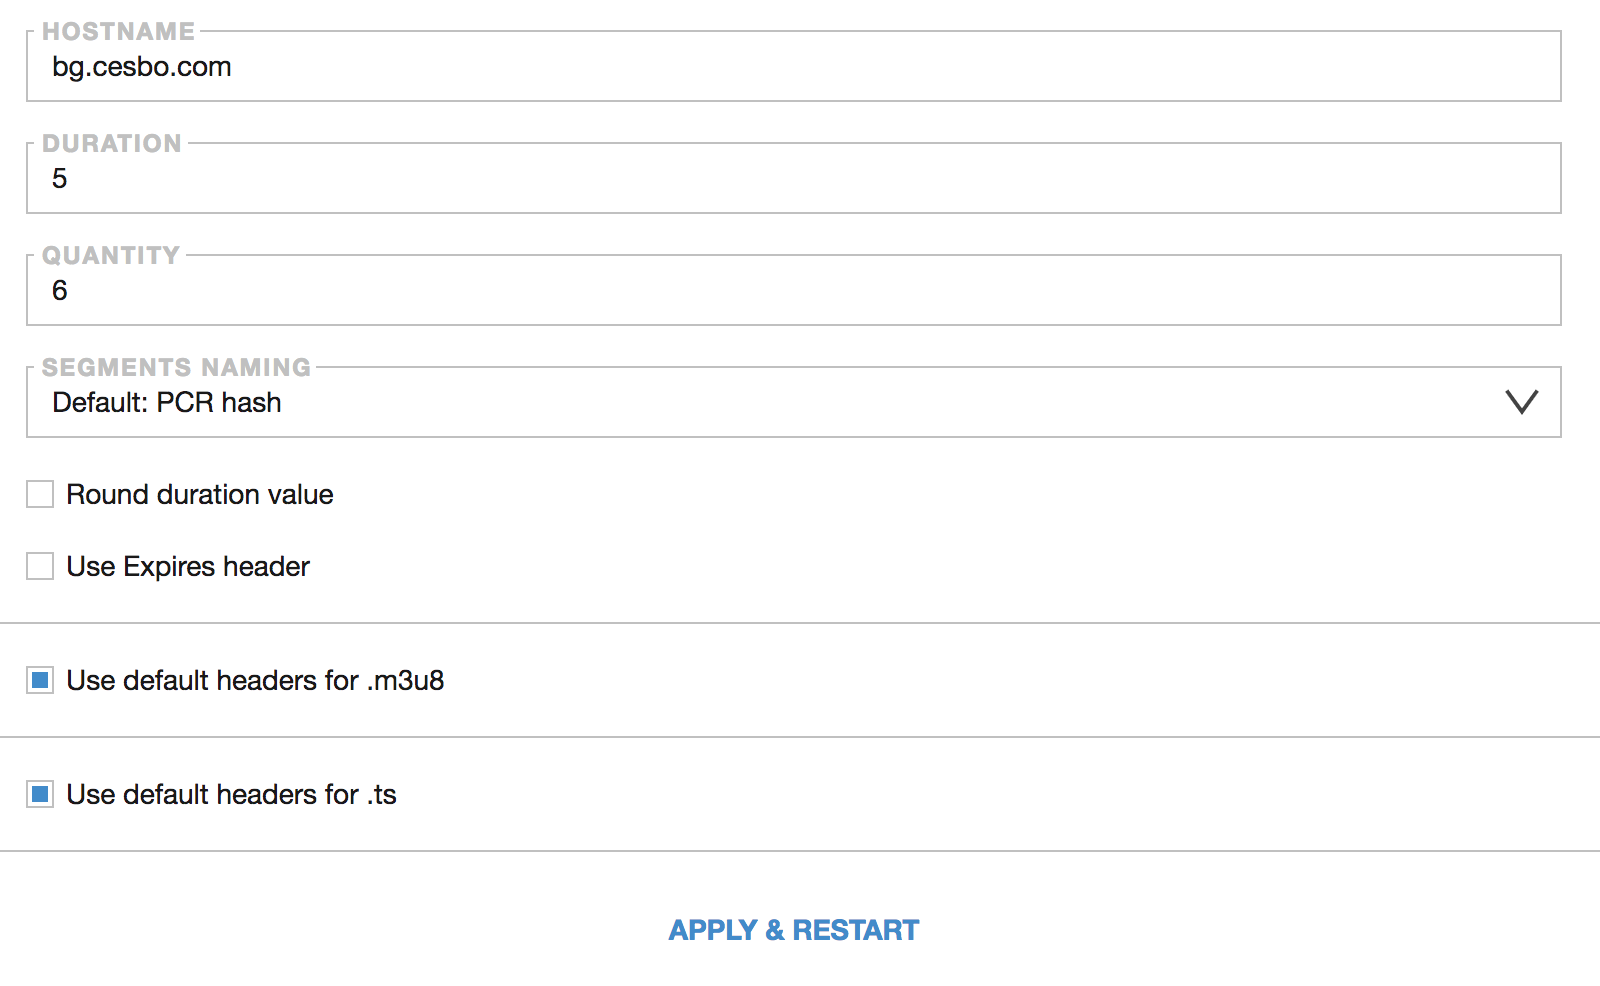 HOSTNAME
bg.cesbo.com
DURATION
5
QUANTITY
6
SEGMENTS NAMING
Default: PCR hash
Round duration value
Use Expires header
Use default headers for .m3u8
Use default headers for .ts
APPLY & RESTART